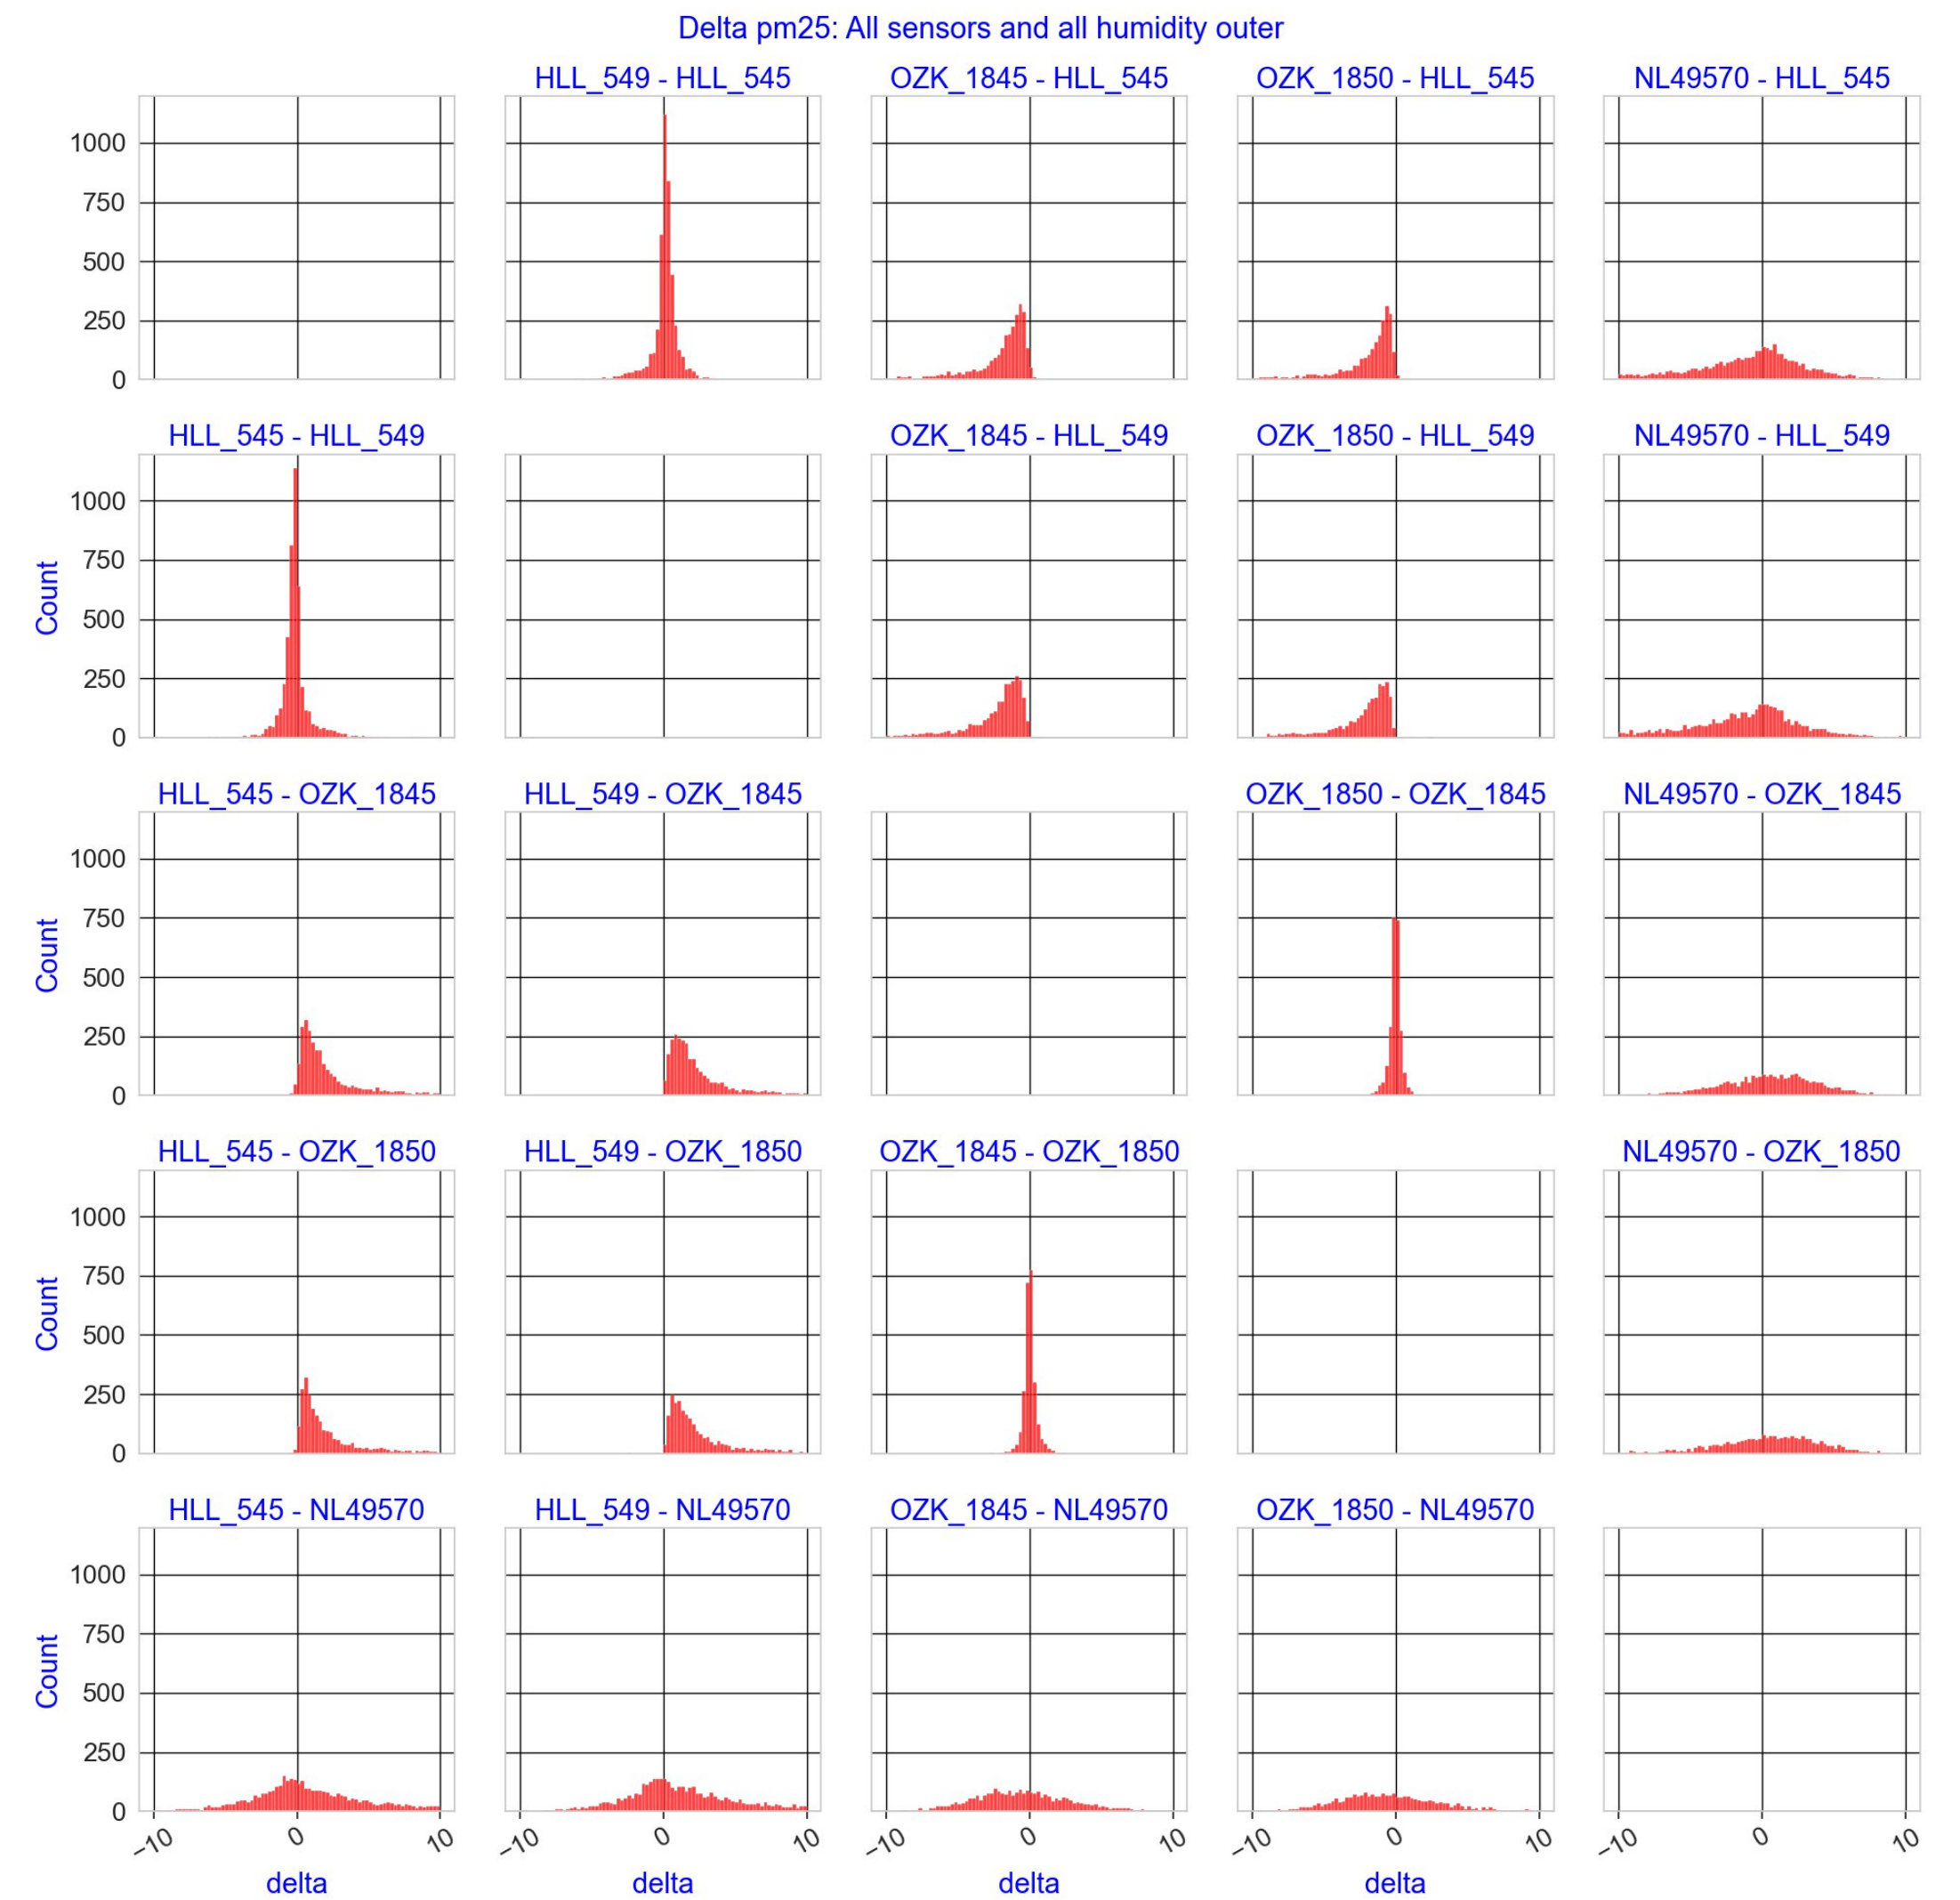 Delta pm25: All sensors and all humidity outer
HLL_549 - HLL_545
OZK_1845 - HLL_545
OZK_1850 - HLL_545
NL49570 - HLL_545
1000
750
500
250
0
HLL_545 - HLL_549
OZK_1845 - HLL_549
OZK_1850 - HLL_549
NL49570 - HLL_549
Count
1000
750
500
250
0
HLL_545 - OZK_1845
HLL_549 - OZK_1845
OZK_1850 - OZK_1845
NL49570 - OZK_1845
Count
1000
750
500
250
0
HLL_545 - OZK_1850
HLL_549 - OZK_1850
OZK_1845 - OZK_1850
NL49570 - OZK_1850
Count
1000
750
500
250
0
HLL_545 - NL49570
HLL_549 - NL49570
OZK_1845 - NL49570
OZK_1850 - NL49570
Count
1000
750
500
250
0
−10 0 10
−10 0 10
−10 0 10
−10 0 10
−10 0 10
delta
delta
delta
delta